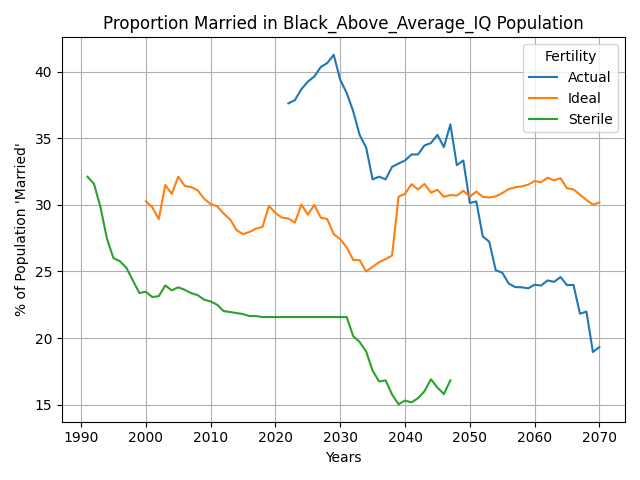 Proportion Married in Black_Above_Average_IQ Population
% of Population 'Married'
40
35
30
25
20
15
Fertility
Actual
Ideal
Sterile
1990 2000 2010 2020 2030 2040 2050 2060 2070
Years